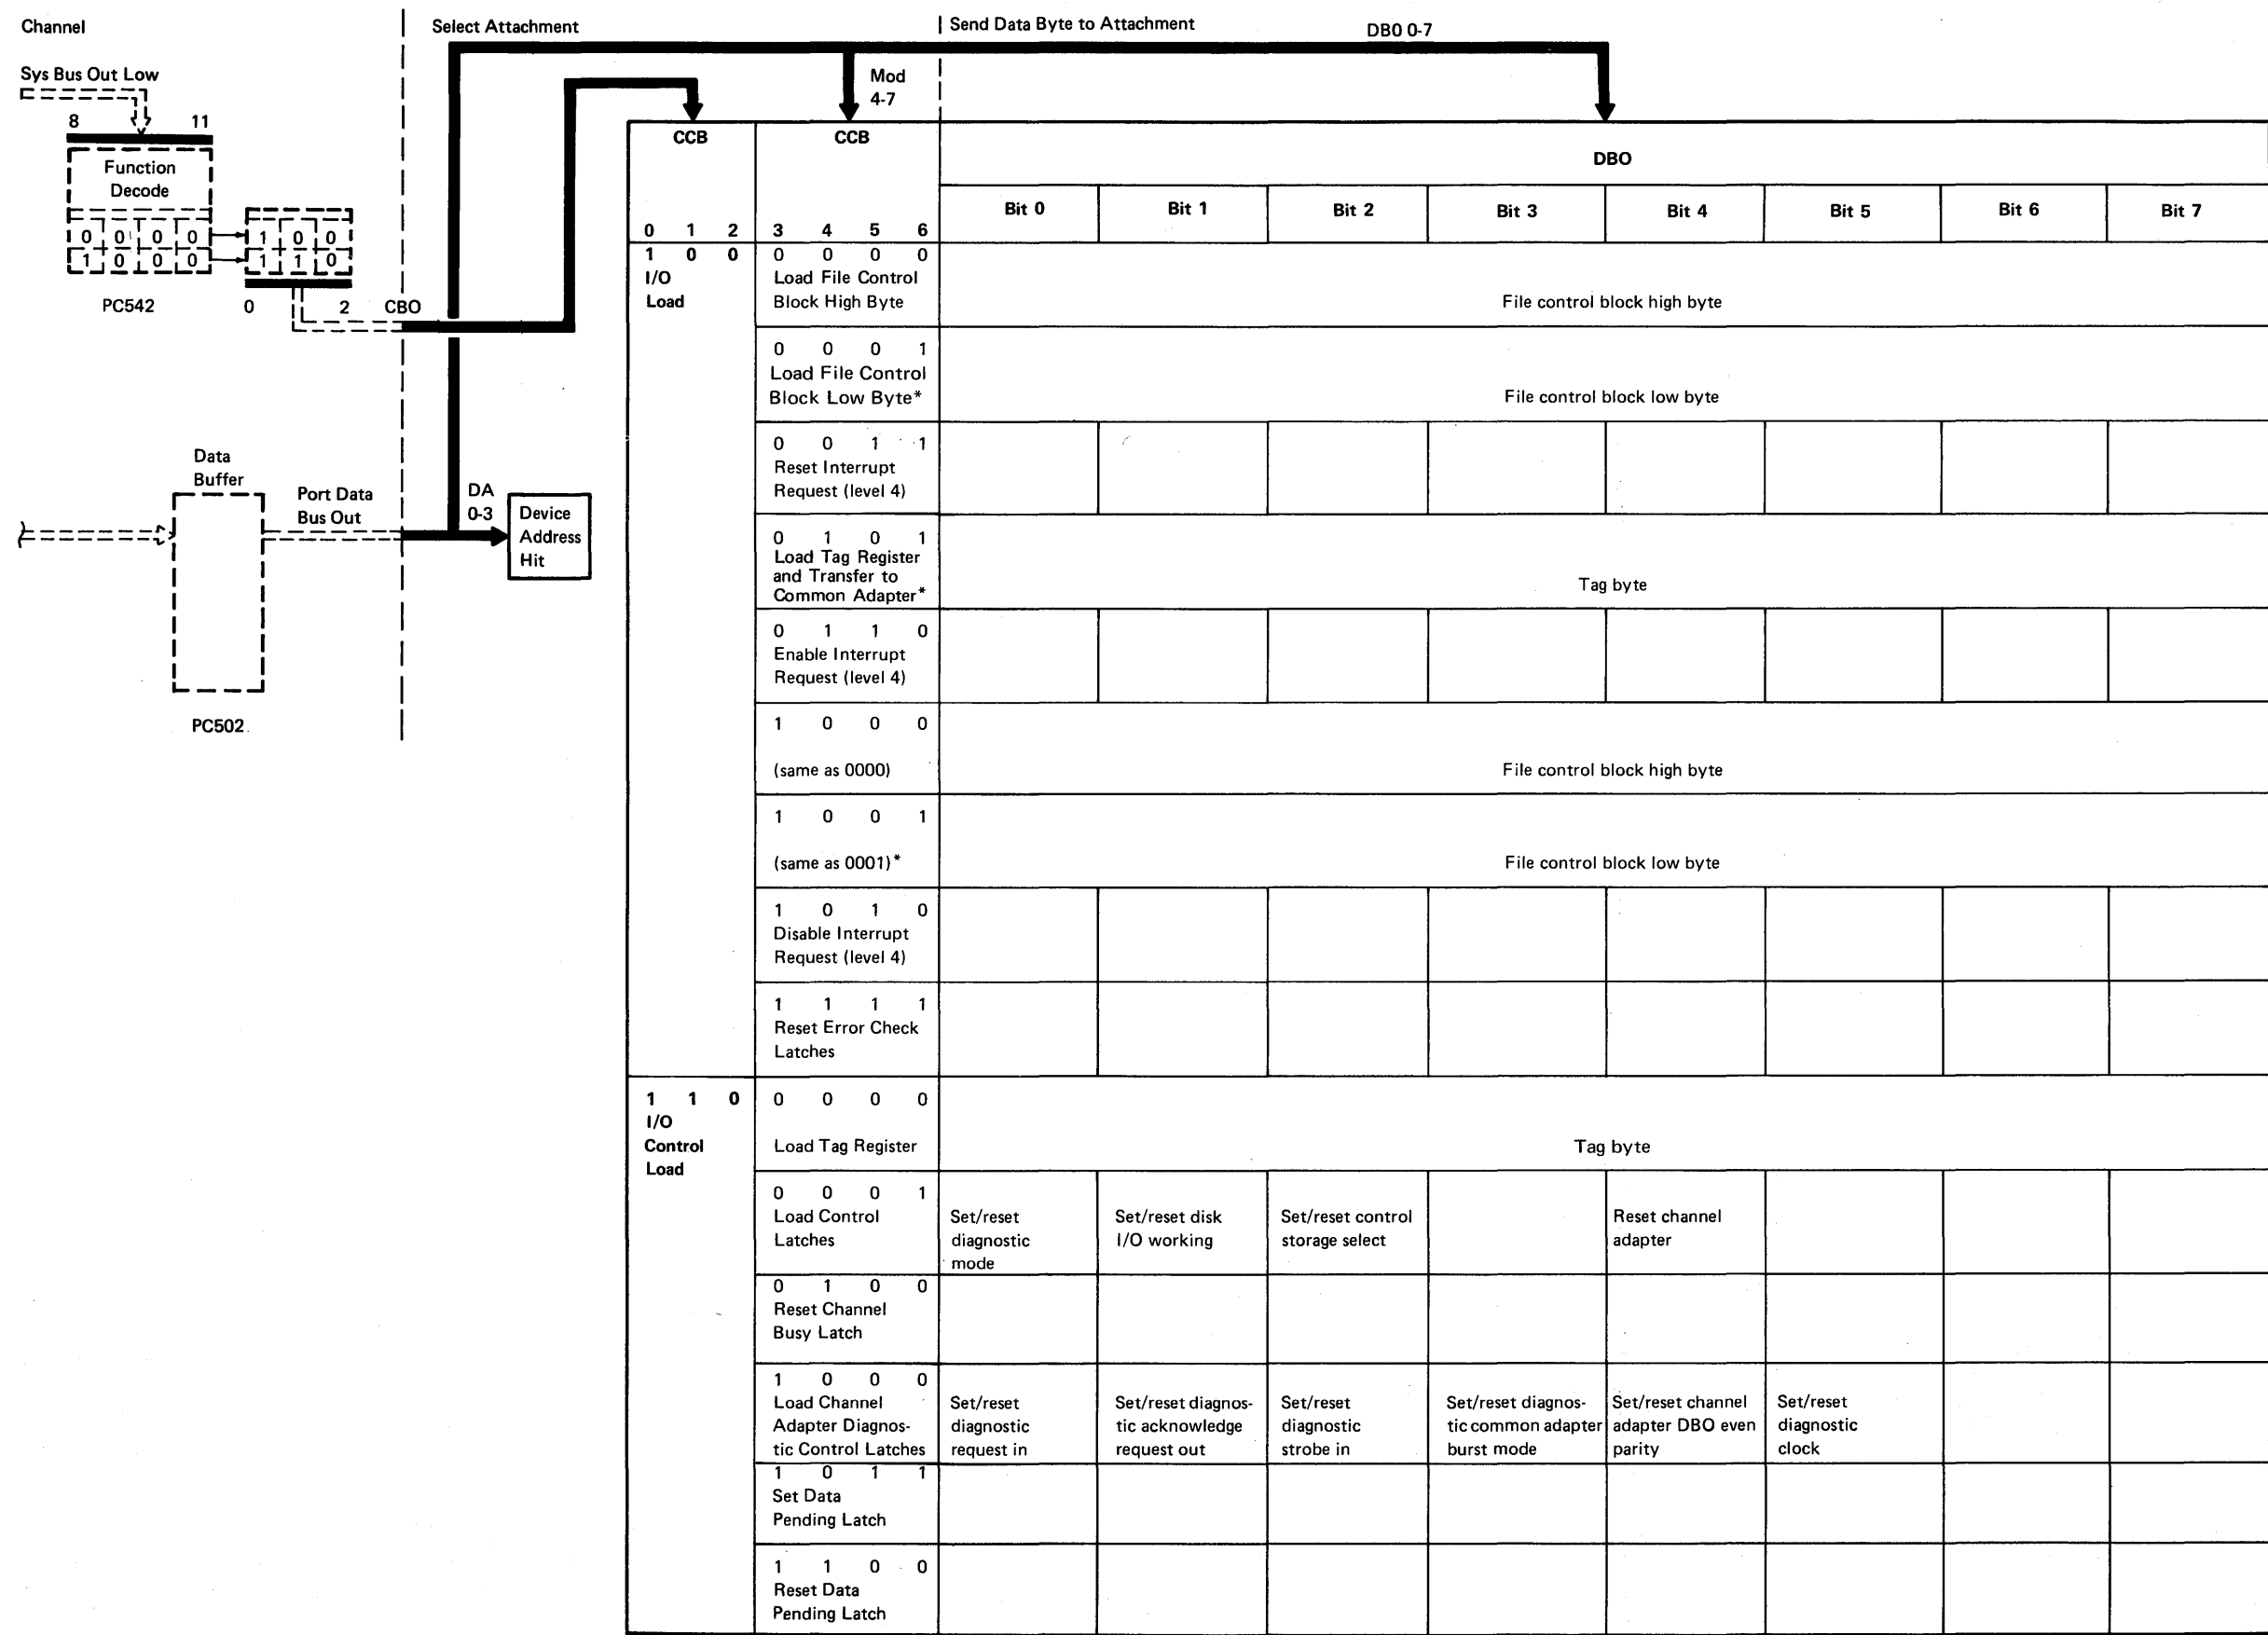 Channel
Select Attachment
Send Data Byte to Attachment
DBO 0-7
Sys Bus Out Low
Mod
4-7
8 11
Function
Decode
0 0 0 0
1 0 0 0
1 0 0
1 1 0
PC542
0 2 CBO
Data
Buffer
Port Data
Bus Out
DA
0-3
Device
Address
Hit
PC502
CCB CCB
DBO
Bit 0 Bit 1 Bit 2 Bit 3 Bit 4 Bit 5 Bit 6 Bit 7
0 1 2 3 4 5 6
1 0 0
I/O
Load
0 0 0 0
Load File Control
Block High Byte
File control block high byte
0 0 0 1
Load File Control
Block Low Byte*
File control block low byte
0 0 1 1
Reset Interrupt
Request (level 4)
0 1 0 1
Load Tag Register
and Transfer to
Common Adapter*
Tag byte
0 1 1 0
Enable Interrupt
Request (level 4)
1 0 0 0
(same as 0000)
File control block high byte
1 0 0 1
(same as 0001)*
File control block low byte
1 0 1 0
Disable Interrupt
Request (level 4)
1 1 1 1
Reset Error Check
Latches
1 1 0
I/O
Control
Load
0 0 0 0
Load Tag Register
Tag byte
0 0 0 1
Load Control
Latches
Set/reset
diagnostic
mode
Set/reset disk
I/O working
Set/reset control
storage select
Reset channel
adapter
0 1 0 0
Reset Channel
Busy Latch
1 0 0 0
Load Channel
Adapter Diagnos-
tic Control Latches
Set/reset
diagnostic
request in
Set/reset diagnos-
tic acknowledge
request out
Set/reset
diagnostic
strobe in
Set/reset diagnos-
tic common adapter
burst mode
Set/reset channel
adapter DBO even
parity
Set/reset
diagnostic
clock
1 0 1 1
Set Data
Pending Latch
1 1 0 0
Reset Data
Pending Latch